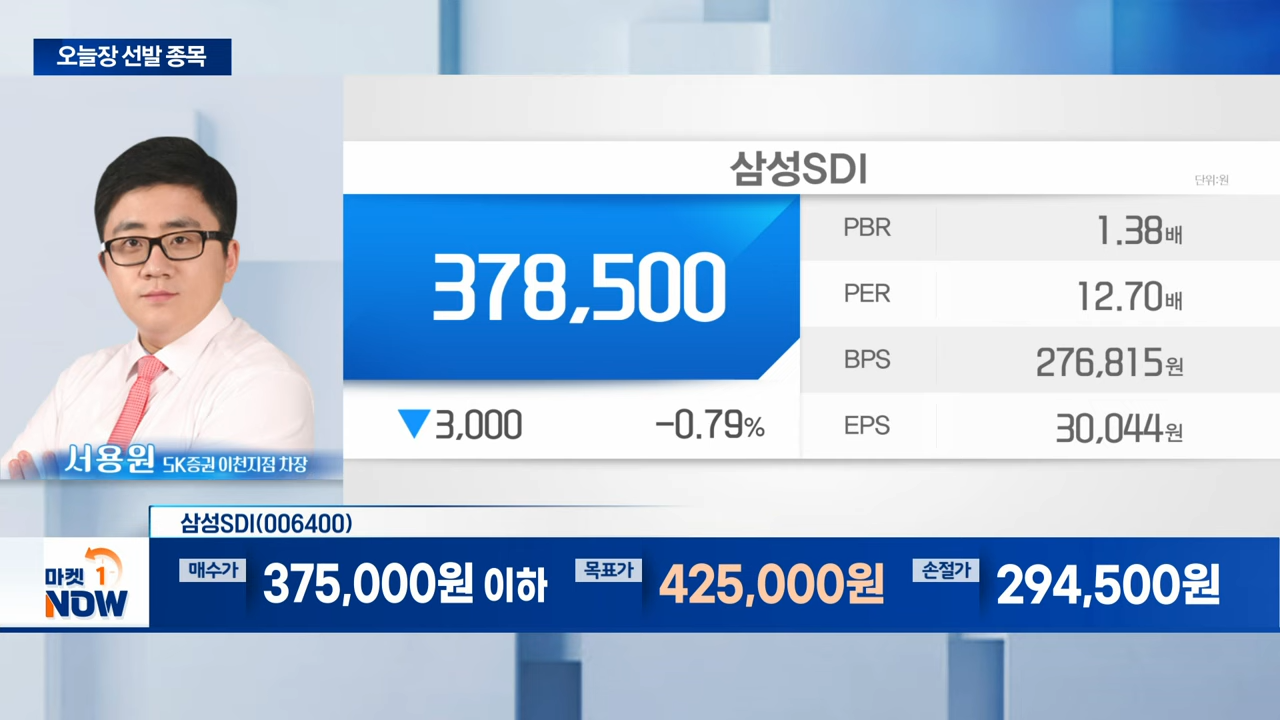 오늘장 선발 종목
삼성SDI
단위:원
378,500
▼3,000 -0.79%
PBR 1.38배
PER 12.70배
BPS 276,815원
EPS 30,044원
서용원 SK증권 이천지점 차장
삼성SDI(006400)
마켓 1
NOW
매수가 375,000원 이하 목표가 425,000원 손절가 294,500원